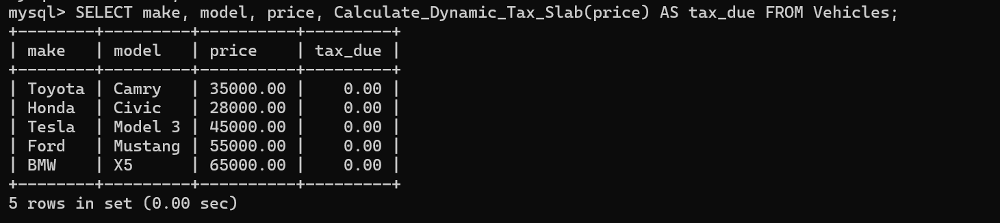 mysql> SELECT make, model, price, Calculate_Dynamic_Tax_Slab(price) AS tax_due FROM Vehicles;
+--------+---------+----------+---------+
| make   | model   | price    | tax_due |
+--------+---------+----------+---------+
| Toyota | Camry   | 35000.00 |    0.00 |
| Honda  | Civic   | 28000.00 |    0.00 |
| Tesla  | Model 3 | 45000.00 |    0.00 |
| Ford   | Mustang | 55000.00 |    0.00 |
| BMW    | X5      | 65000.00 |    0.00 |
+--------+---------+----------+---------+
5 rows in set (0.00 sec)